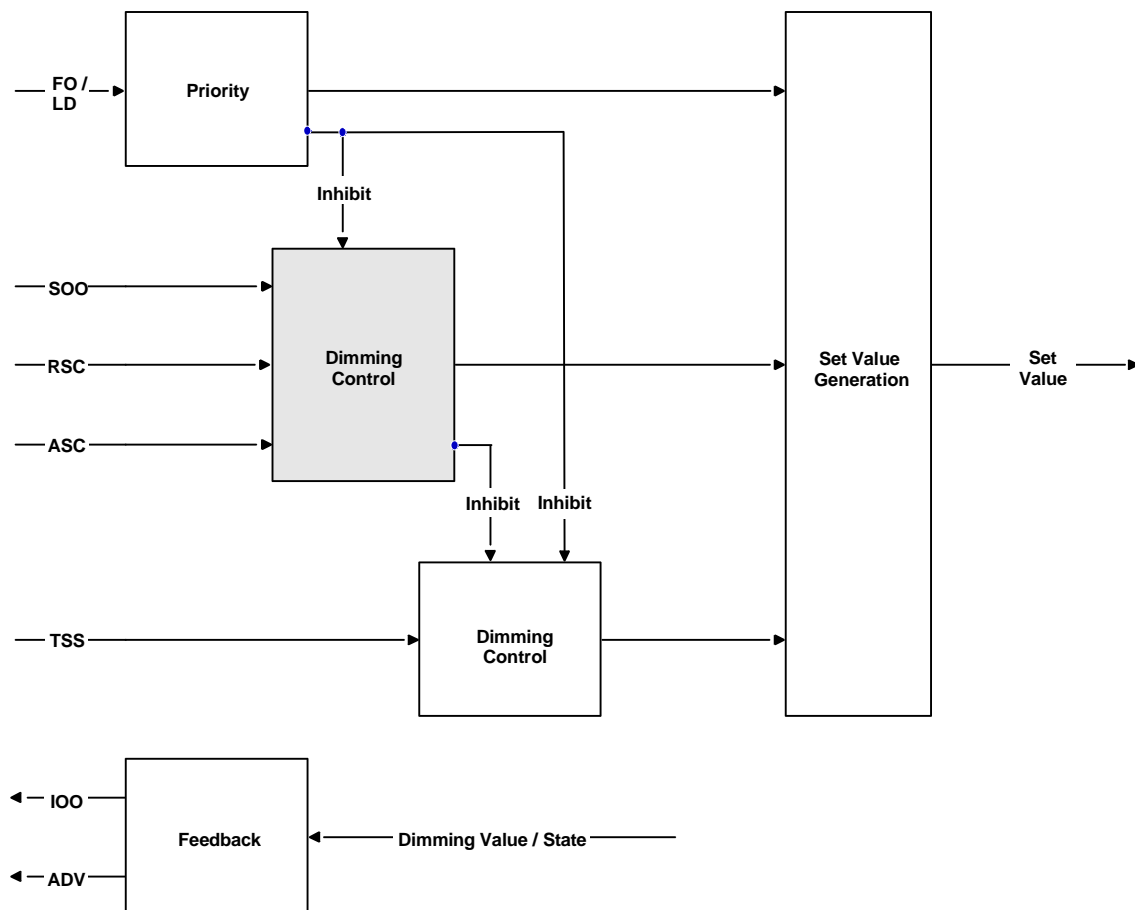 FO /
LD
Priority
Inhibit
SOO
RSC
ASC
Dimming
Control
Set Value
Generation
Set
Value
Inhibit
Inhibit
TSS
Dimming
Control
IOO
ADV
Feedback
Dimming Value / State